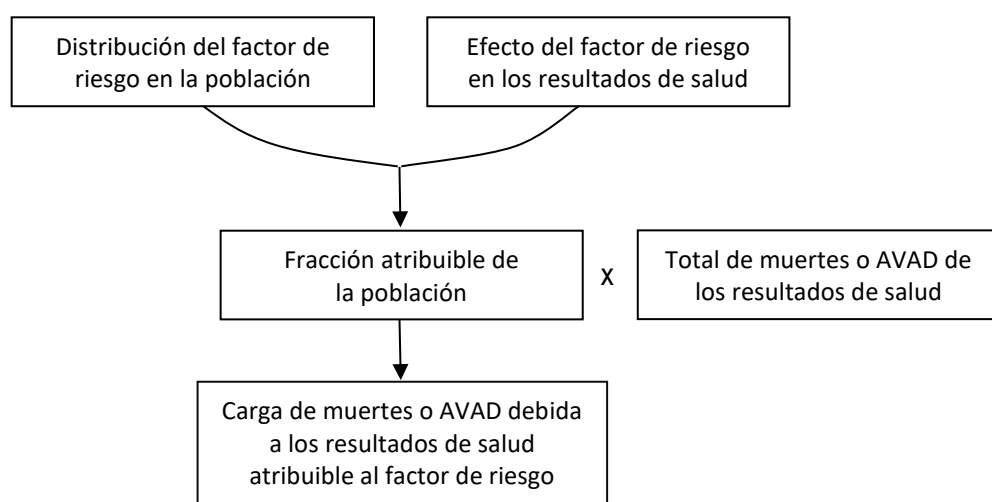 Distribución del factor de
riesgo en la población
Efecto del factor de riesgo
en los resultados de salud
Fracción atribuible de
la población
X
Total de muertes o AVAD de
los resultados de salud
Carga de muertes o AVAD debida
a los resultados de salud
atribuible al factor de riesgo